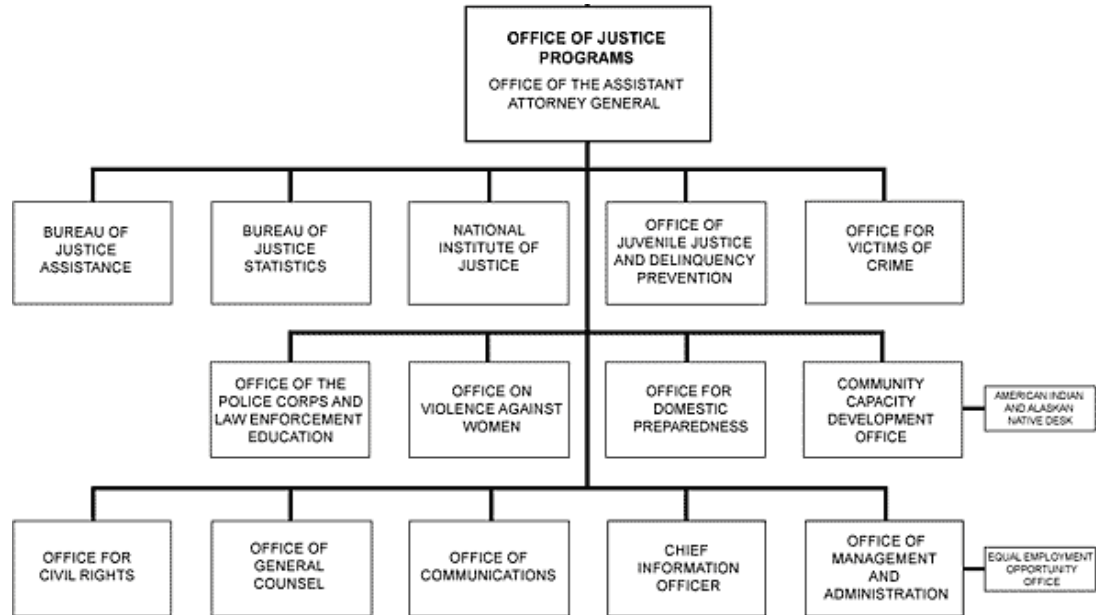 OFFICE OF JUSTICE
PROGRAMS
OFFICE OF THE ASSISTANT
ATTORNEY GENERAL
BUREAU OF
JUSTICE
ASSISTANCE
BUREAU OF
JUSTICE
STATISTICS
NATIONAL
INSTITUTE OF
JUSTICE
OFFICE OF
JUVENILE JUSTICE
AND DELINQUENCY
PREVENTION
OFFICE FOR
VICTIMS OF
CRIME
OFFICE OF THE
POLICE CORPS AND
LAW ENFORCEMENT
EDUCATION
OFFICE ON
VIOLENCE AGAINST
WOMEN
OFFICE FOR
DOMESTIC
PREPAREDNESS
COMMUNITY
CAPACITY
DEVELOPMENT
OFFICE
AMERICAN INDIAN
AND ALASKAN
NATIVE DESK
OFFICE FOR
CIVIL RIGHTS
OFFICE OF
GENERAL
COUNSEL
OFFICE OF
COMMUNICATIONS
CHIEF
INFORMATION
OFFICER
OFFICE OF
MANAGEMENT
AND
ADMINISTRATION
EQUAL EMPLOYMENT
OPPORTUNITY
OFFICE